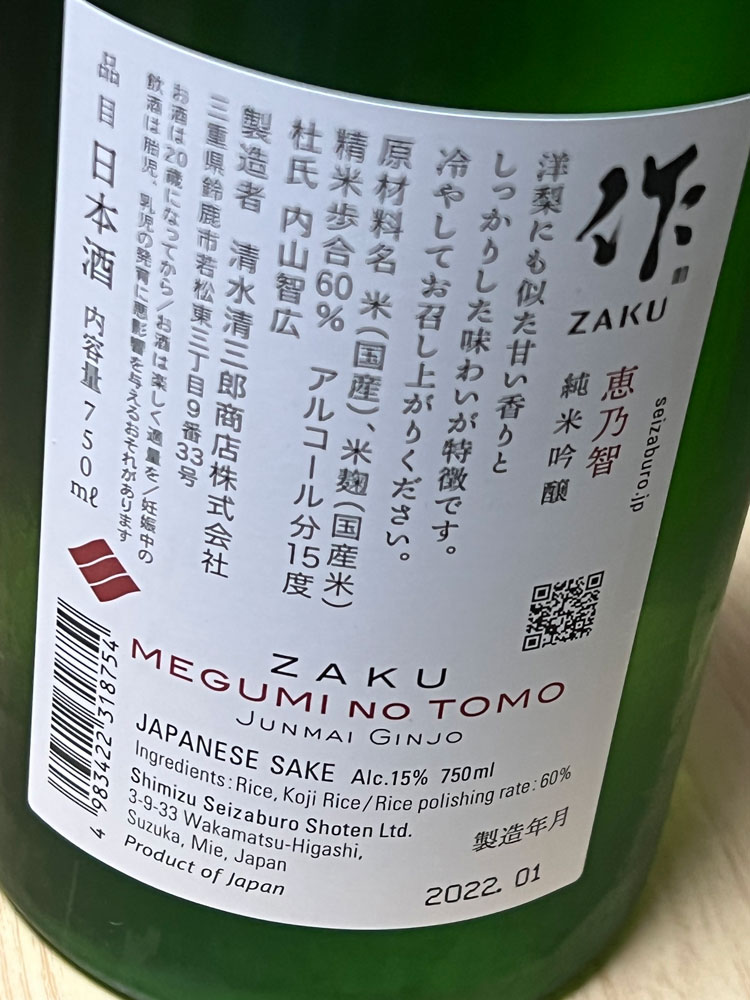 作
ZAKU
seizaburo.jp
恵乃智
純米吟醸
洋梨にも似た甘い香りと
しっかりした味わいが特徴です。
冷やしてお召し上がりください。
原材料名 米(国産)、米麹(国産米)
精米歩合60% アルコール分15度
杜氏 内山智広
製造者 清水清三郎商店株式会社
三重県鈴鹿市若松東三丁目9番33号
お酒は20歳になってから/お酒は楽しく適量を/妊娠中の
飲酒は胎児、乳児の発育に悪影響を与えるおそれがあります
品目 日本酒 内容量 750mℓ
ZAKU
MEGUMI NO TOMO
JUNMAI GINJO
JAPANESE SAKE Alc.15% 750ml
Ingredients: Rice, Koji Rice/Rice polishing rate: 60%
Shimizu Seizaburo Shoten Ltd.
3-9-33 Wakamatsu-Higashi,
Suzuka, Mie, Japan
Product of Japan
製造年月
2022. 01
4 983422 318754